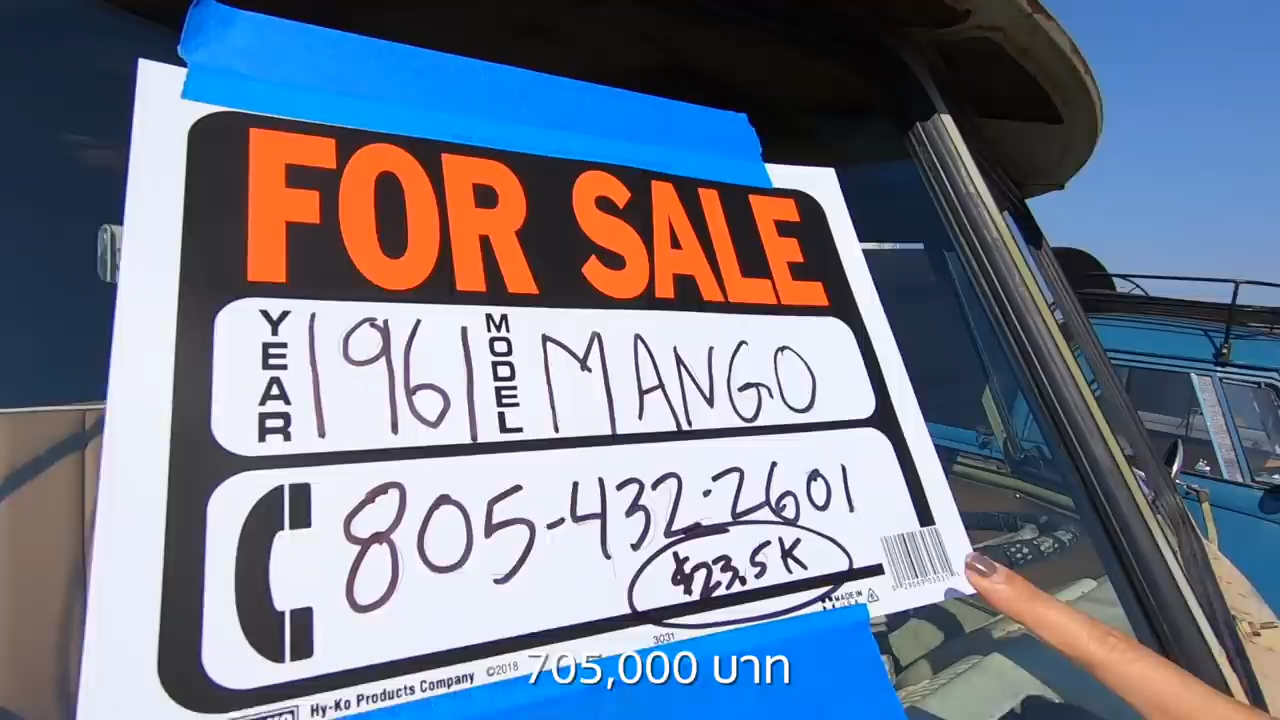 FOR SALE
YEAR 1961 MODEL MANGO
805-432-2601
$23.5K
MADE IN
U.S.A.
3031
©2018
Hy-Ko Products Company
705,000 บาท